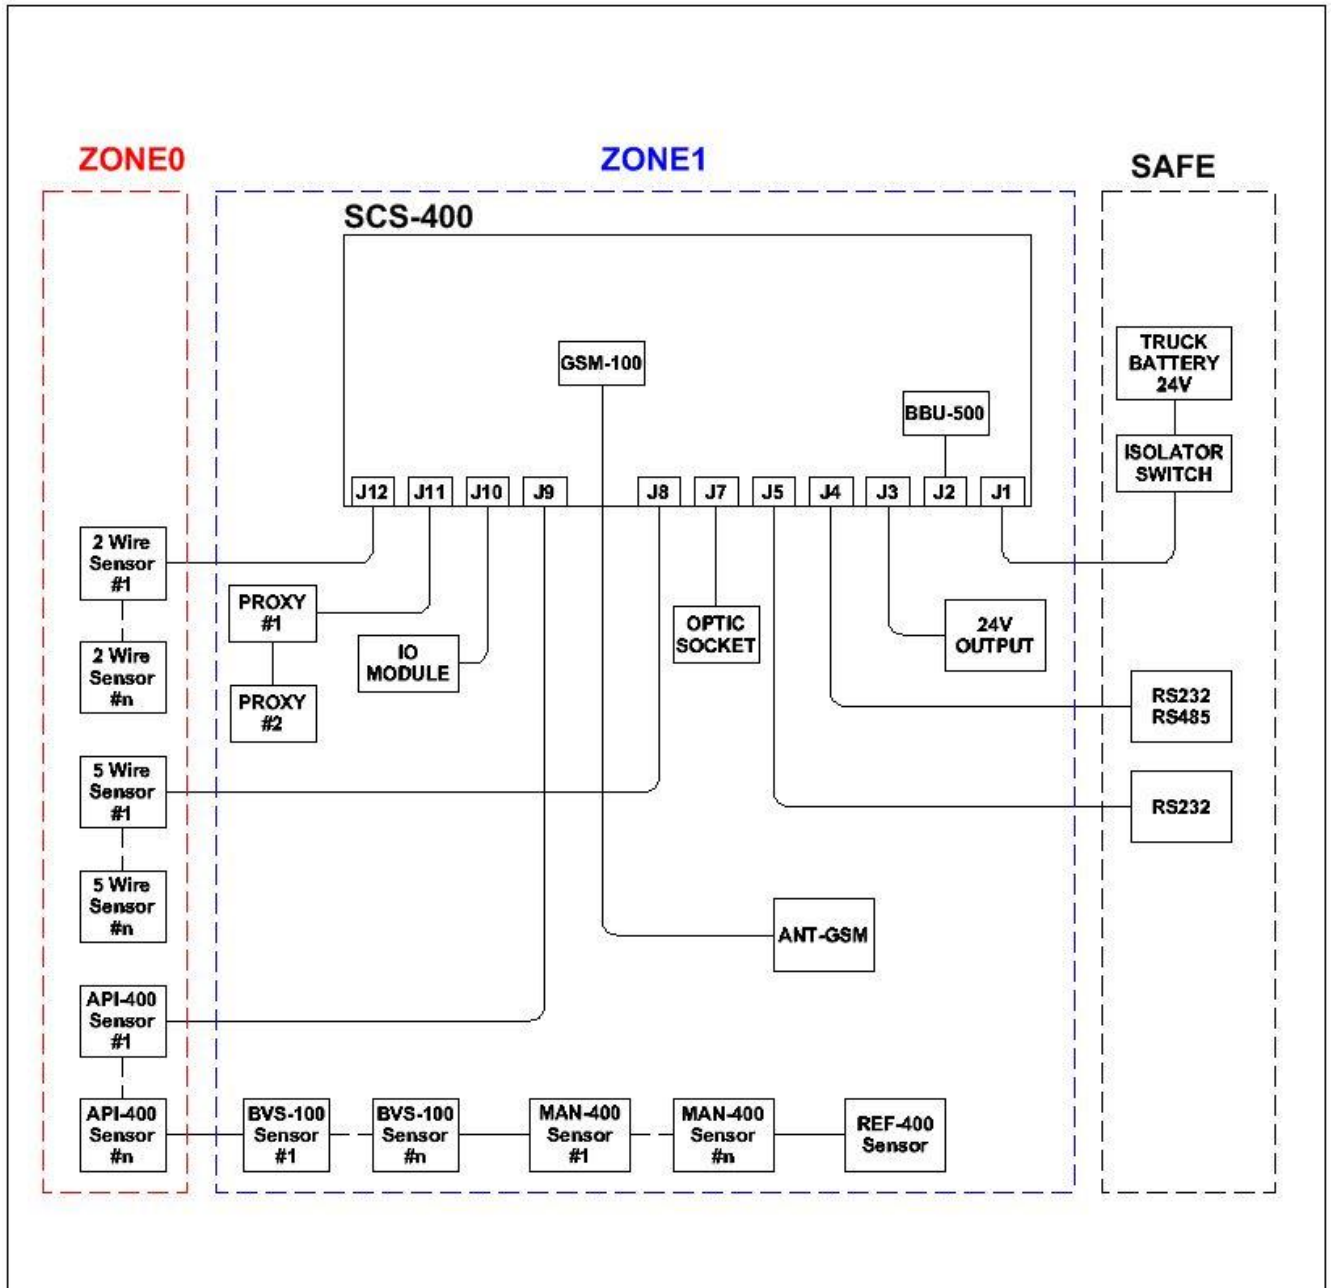 ZONE0
ZONE1
SAFE
SCS-400
GSM-100
BBU-500
TRUCK
BATTERY
24V
ISOLATOR
SWITCH
J12
J11
J10
J9
J8
J7
J5
J4
J3
J2
J1
2 Wire
Sensor
#1
PROXY
#1
IO
MODULE
OPTIC
SOCKET
24V
OUTPUT
2 Wire
Sensor
#n
PROXY
#2
RS232
RS485
5 Wire
Sensor
#1
RS232
5 Wire
Sensor
#n
ANT-GSM
API-400
Sensor
#1
API-400
Sensor
#n
BVS-100
Sensor
#1
BVS-100
Sensor
#n
MAN-400
Sensor
#1
MAN-400
Sensor
#n
REF-400
Sensor